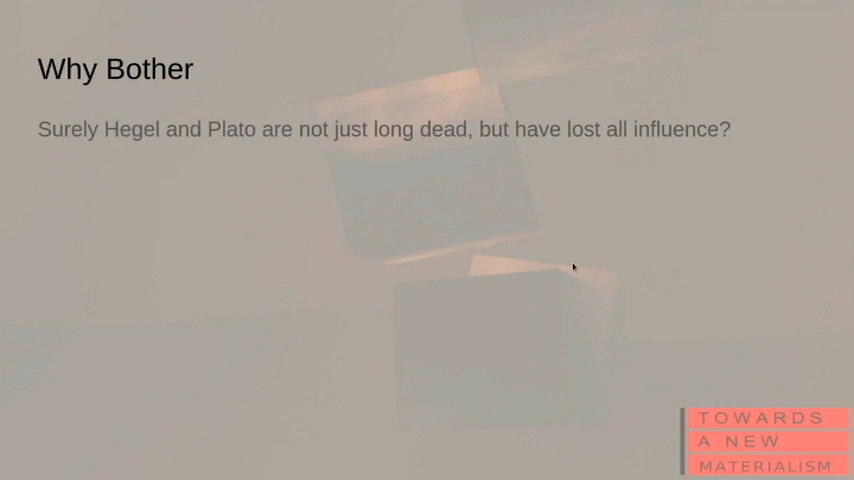 Why Bother
Surely Hegel and Plato are not just long dead, but have lost all influence?
TOWARDS
A NEW
MATERIALISM